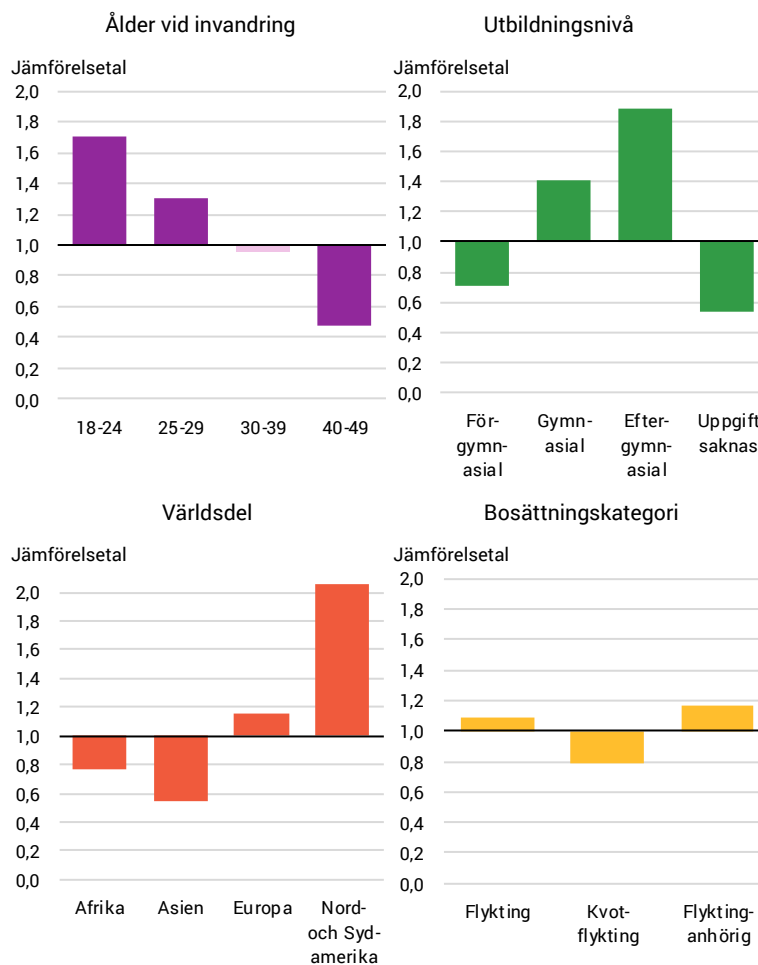 Ålder vid invandring
Jämförelsetal
2,0
1,8
1,6
1,4
1,2
1,0
0,8
0,6
0,4
0,2
0,0
18-24 25-29 30-39 40-49
Utbildningsnivå
Jämförelsetal
2,0
1,8
1,6
1,4
1,2
1,0
0,8
0,6
0,4
0,2
0,0
För- Gymn- Efter- Uppgift
gymn- asial gymn- saknas
asial asial
Världsdel
Jämförelsetal
2,0
1,8
1,6
1,4
1,2
1,0
0,8
0,6
0,4
0,2
0,0
Afrika Asien Europa Nord-
och Syd-
amerika
Bosättningskategori
Jämförelsetal
2,0
1,8
1,6
1,4
1,2
1,0
0,8
0,6
0,4
0,2
0,0
Flykting Kvot- Flykting-
flykting anhörig